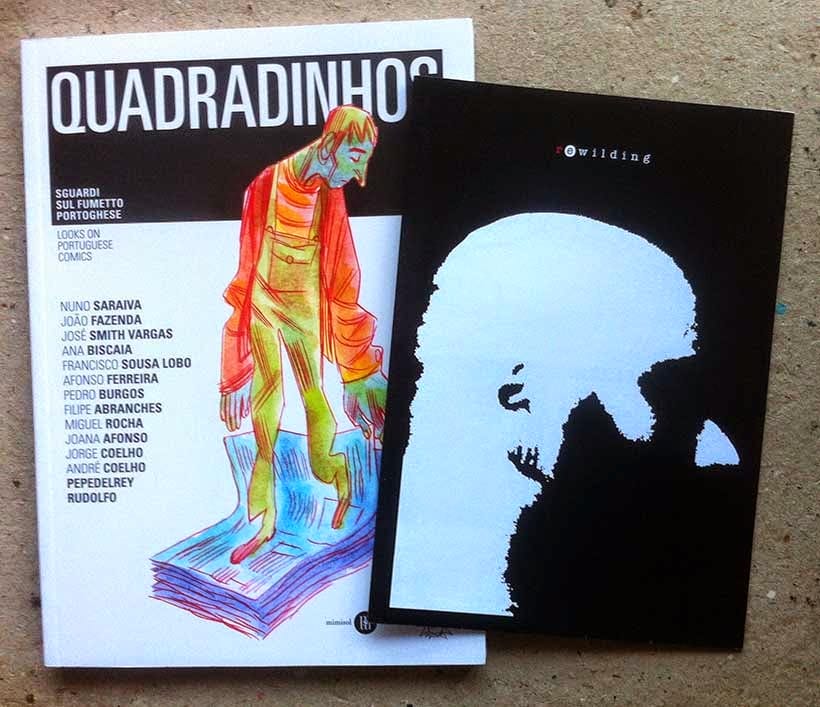 QUADRADINHOS
SGUARDI
SUL FUMETTO
PORTOGHESE
LOOKS ON
PORTUGUESE
COMICS
NUNO SARAIVA
JOÃO FAZENDA
JOSÉ SMITH VARGAS
ANA BISCAIA
FRANCISCO SOUSA LOBO
AFONSO FERREIRA
PEDRO BURGOS
FILIPE ABRANCHES
MIGUEL ROCHA
JOANA AFONSO
JORGE COELHO
ANDRÉ COELHO
PEPEDELREY
RUDOLFO
mimisol
rewilding